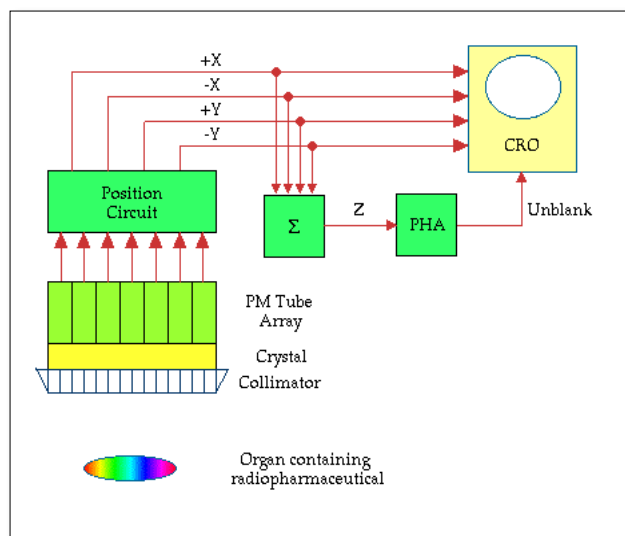 +X
-X
+Y
-Y
CRO
Position
Circuit
Σ
Z
PHA
Unblank
PM Tube
Array
Crystal
Collimator
Organ containing
radiopharmaceutical